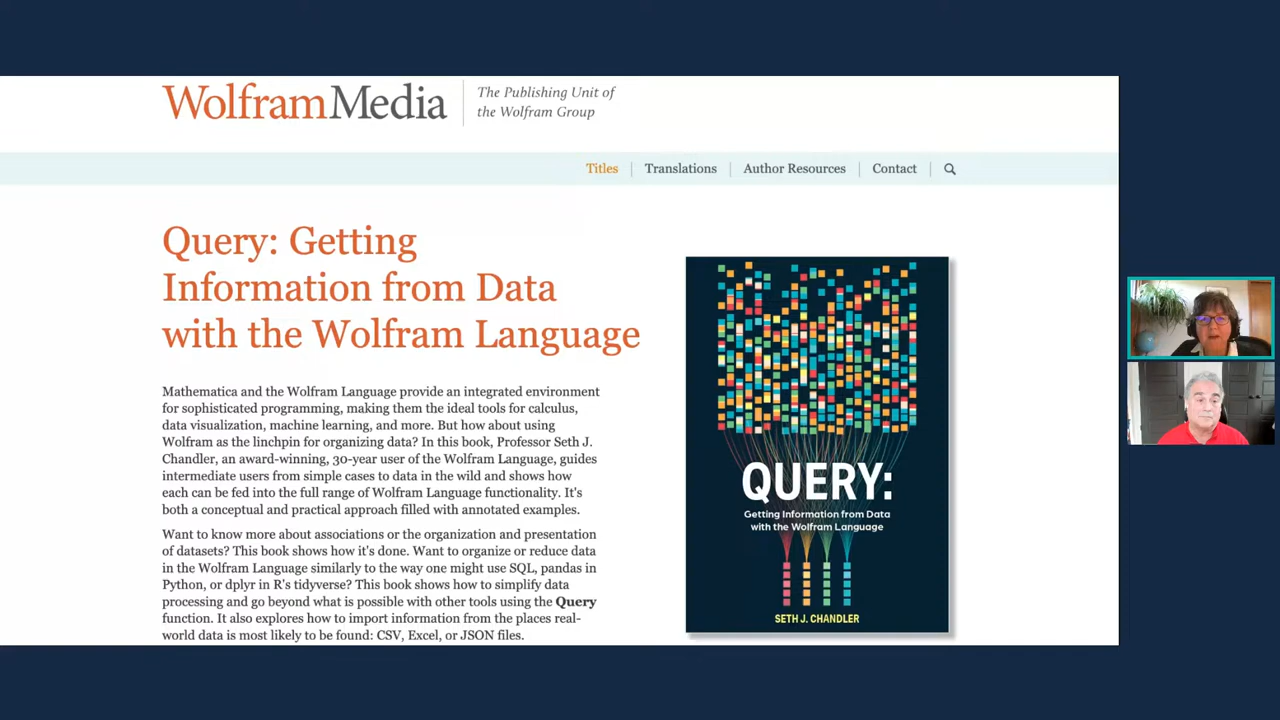 WolframMedia
The Publishing Unit of
the Wolfram Group
Titles
Translations
Author Resources
Contact
Query: Getting
Information from Data
with the Wolfram Language
Mathematica and the Wolfram Language provide an integrated environment
for sophisticated programming, making them the ideal tools for calculus,
data visualization, machine learning, and more. But how about using
Wolfram as the linchpin for organizing data? In this book, Professor Seth J.
Chandler, an award-winning, 30-year user of the Wolfram Language, guides
intermediate users from simple cases to data in the wild and shows how
each can be fed into the full range of Wolfram Language functionality. It's
both a conceptual and practical approach filled with annotated examples.
Want to know more about associations or the organization and presentation
of datasets? This book shows how it's done. Want to organize or reduce data
in the Wolfram Language similarly to the way one might use SQL, pandas in
Python, or dplyr in R's tidyverse? This book shows how to simplify data
processing and go beyond what is possible with other tools using the Query
function. It also explores how to import information from the places real-
world data is most likely to be found: CSV, Excel, or JSON files.
QUERY:
Getting Information from Data
with the Wolfram Language
SETH J. CHANDLER